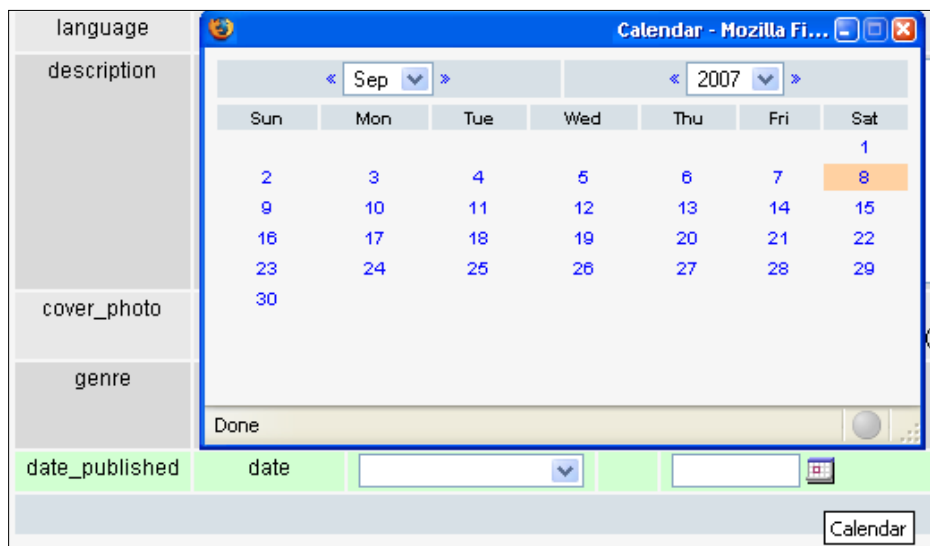 language
Calendar - Mozilla Fi...
description
« Sep » « 2007 »
Sun Mon Tue Wed Thu Fri Sat
1
2 3 4 5 6 7 8
9 10 11 12 13 14 15
16 17 18 19 20 21 22
23 24 25 26 27 28 29
30
cover_photo
genre
Done
date_published date
Calendar